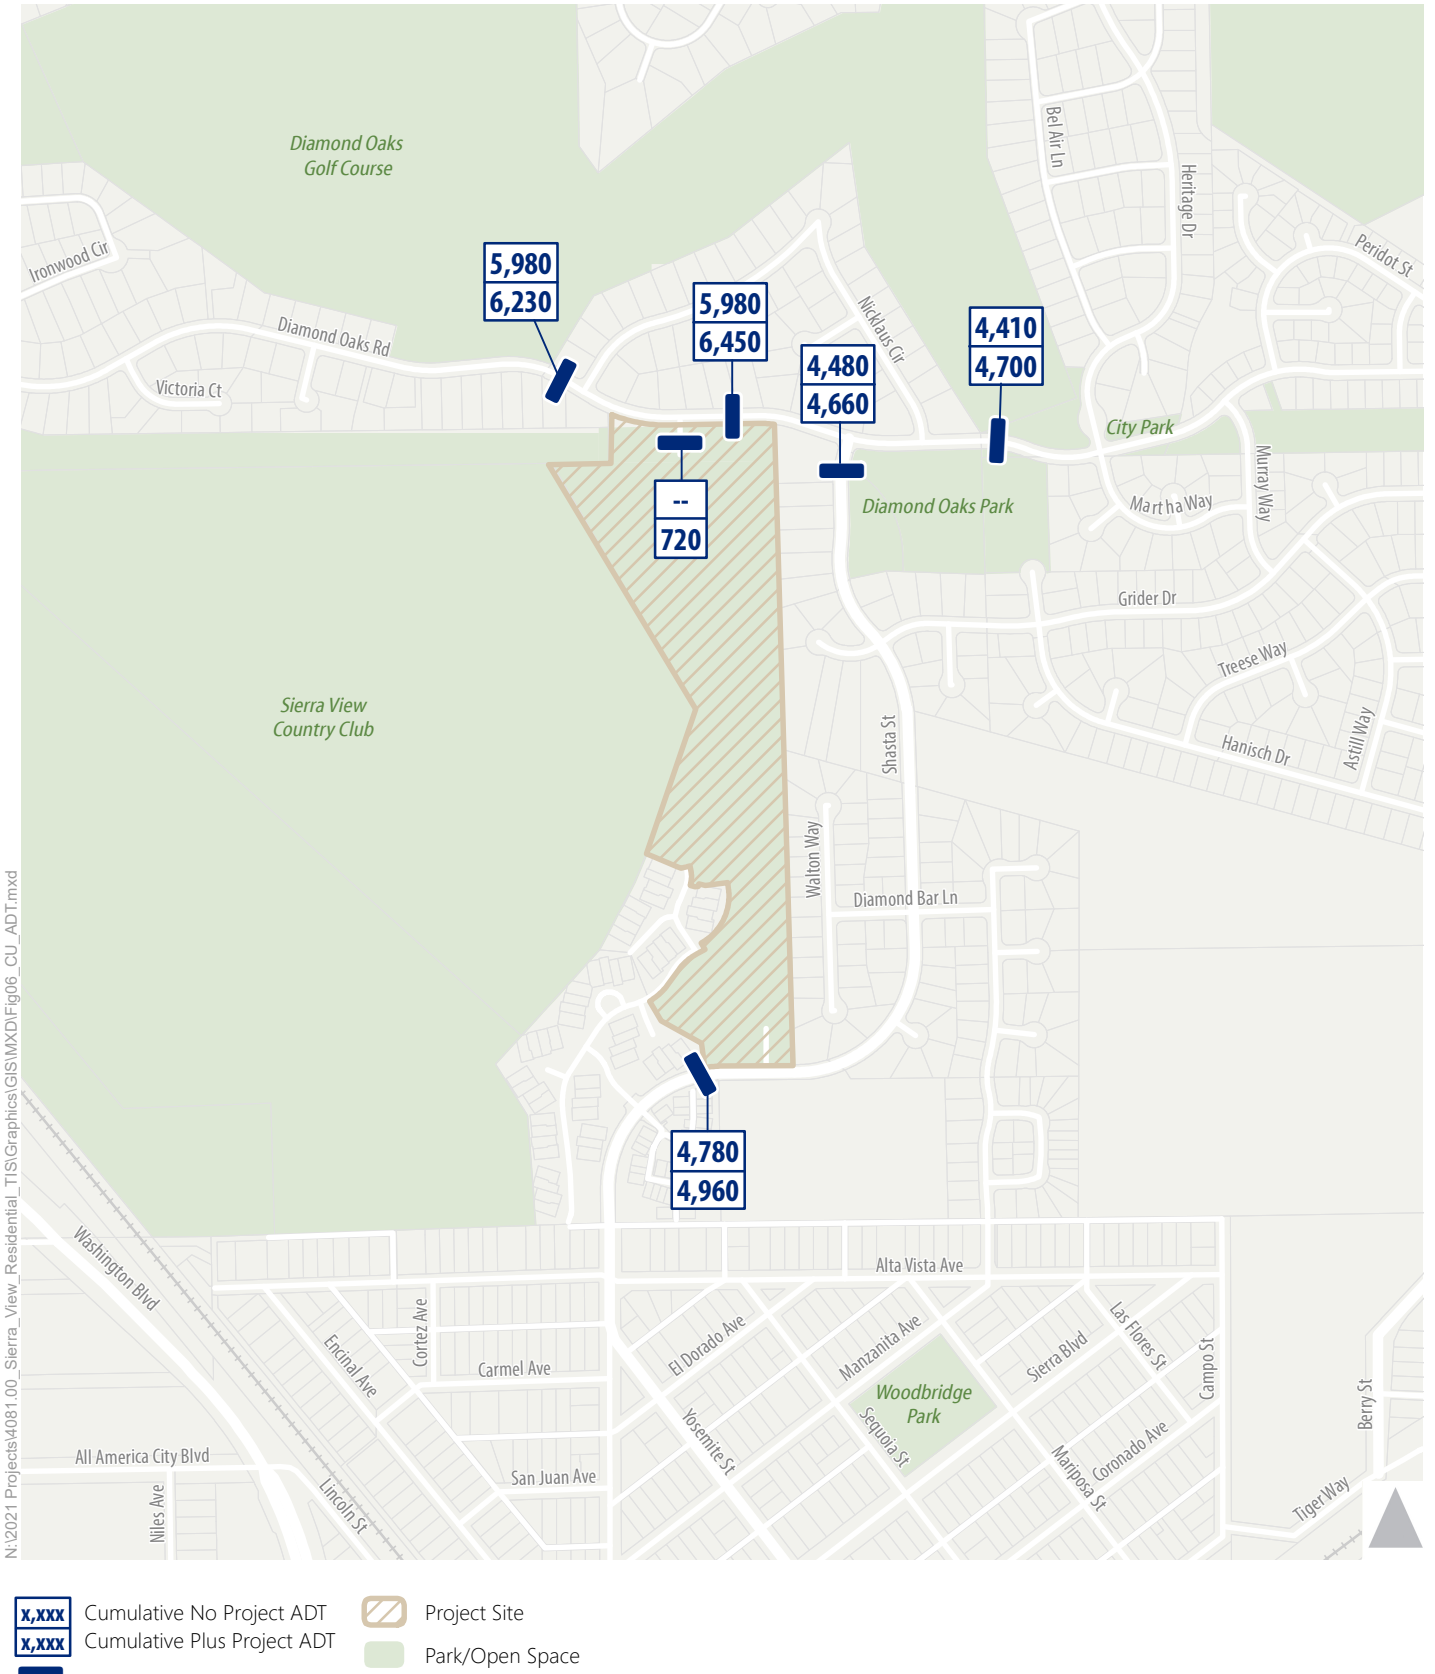 Diamond Oaks
Golf Course
Bel Air Ln
Heritage Dr
Peridot St
Ironwood Cir
5,980
6,230
5,980
6,450
Nicklaus Cir
4,410
4,700
Diamond Oaks Rd
4,480
4,660
Victoria Ct
City Park
Murray Way
--
720
Diamond Oaks Park
Martha Way
Grider Dr
Treese Way
Sierra View
Country Club
Shasta St
Hanisch Dr
Astill Way
Walton Way
Diamond Bar Ln
4,780
4,960
Washington Blvd
Alta Vista Ave
Cortez Ave
Encinal Ave
Carmel Ave
El Dorado Ave
Manzanita Ave
Las Flores St
Sierra Blvd
Campo St
Berry St
Woodbridge
Park
Yosemite St
Sequoia St
Mariposa St
Coronado Ave
All America City Blvd
San Juan Ave
Niles Ave
Lincoln St
Tiger Way
N:\2021 Projects\4081.00_Sierra_View_Residential_TIS\Graphics\GIS\MXD\Fig06_CU_ADT.mxd
x,xxx Cumulative No Project ADT
x,xxx Cumulative Plus Project ADT
Project Site
Park/Open Space